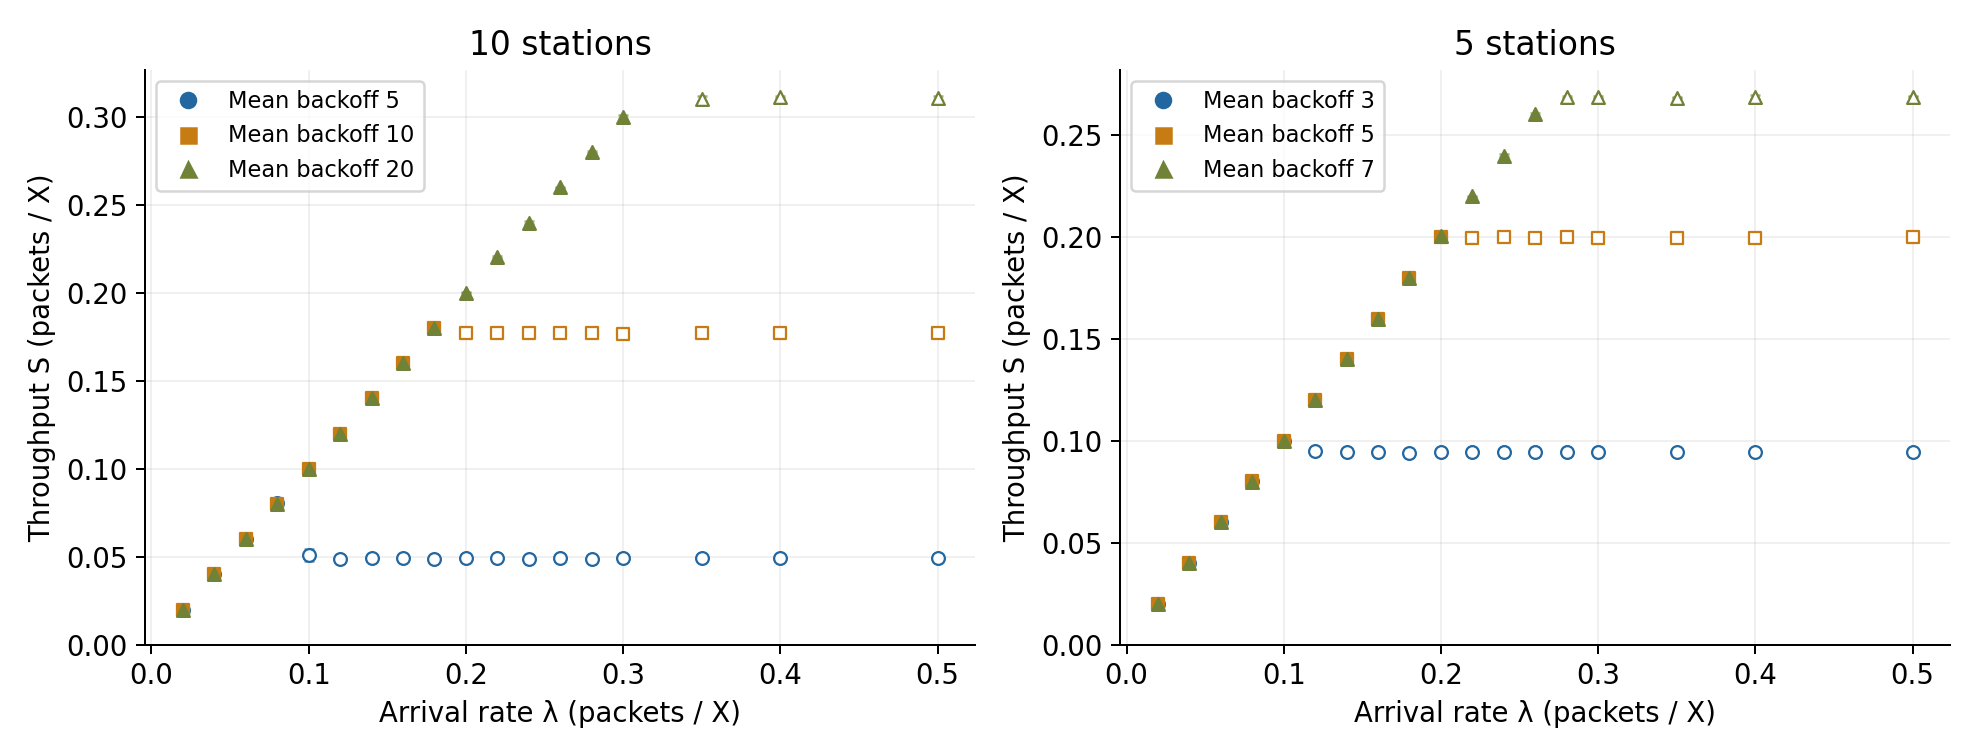 10 stations
Throughput S (packets / X)
0.30
0.25
0.20
0.15
0.10
0.05
0.00
Mean backoff 5
Mean backoff 10
Mean backoff 20
0.0 0.1 0.2 0.3 0.4 0.5
Arrival rate λ (packets / X)
5 stations
Throughput S (packets / X)
0.25
0.20
0.15
0.10
0.05
0.00
Mean backoff 3
Mean backoff 5
Mean backoff 7
0.0 0.1 0.2 0.3 0.4 0.5
Arrival rate λ (packets / X)